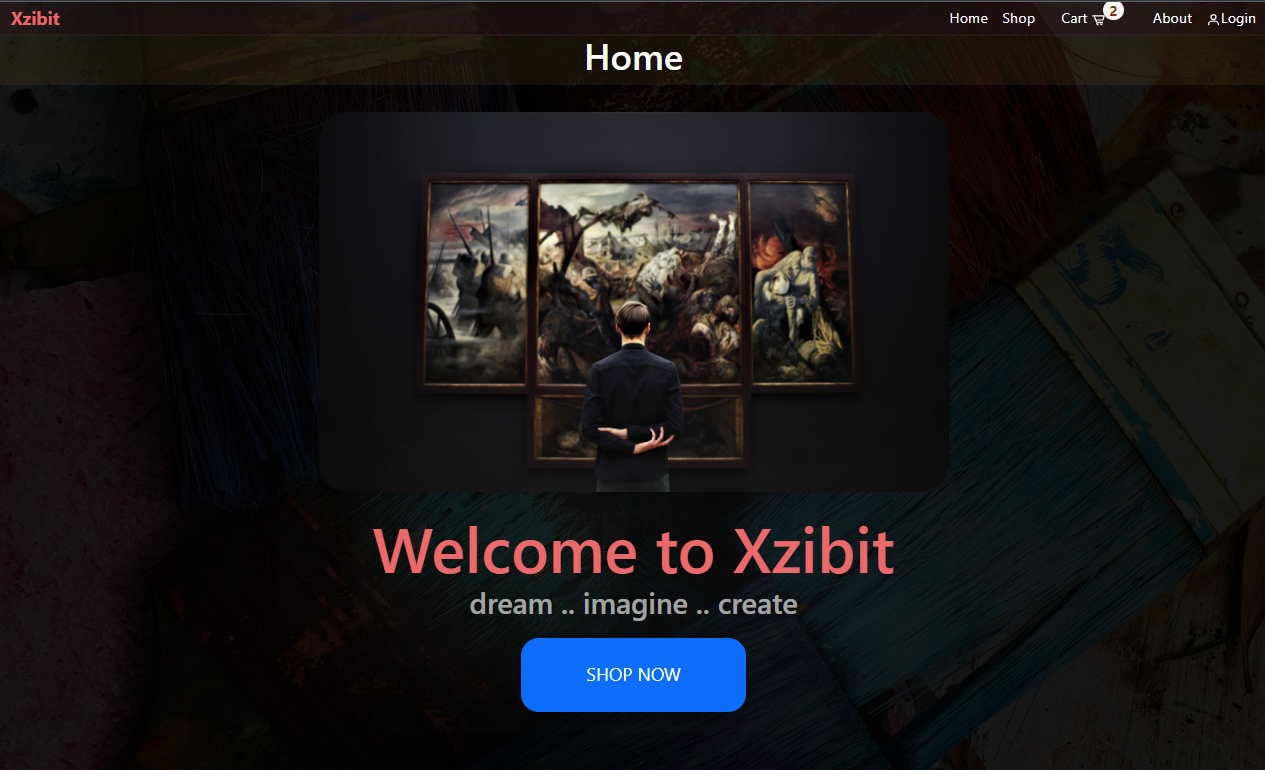 Xzibit Home Shop Cart 2 About Login
Home
Welcome to Xzibit
dream .. imagine .. create
SHOP NOW